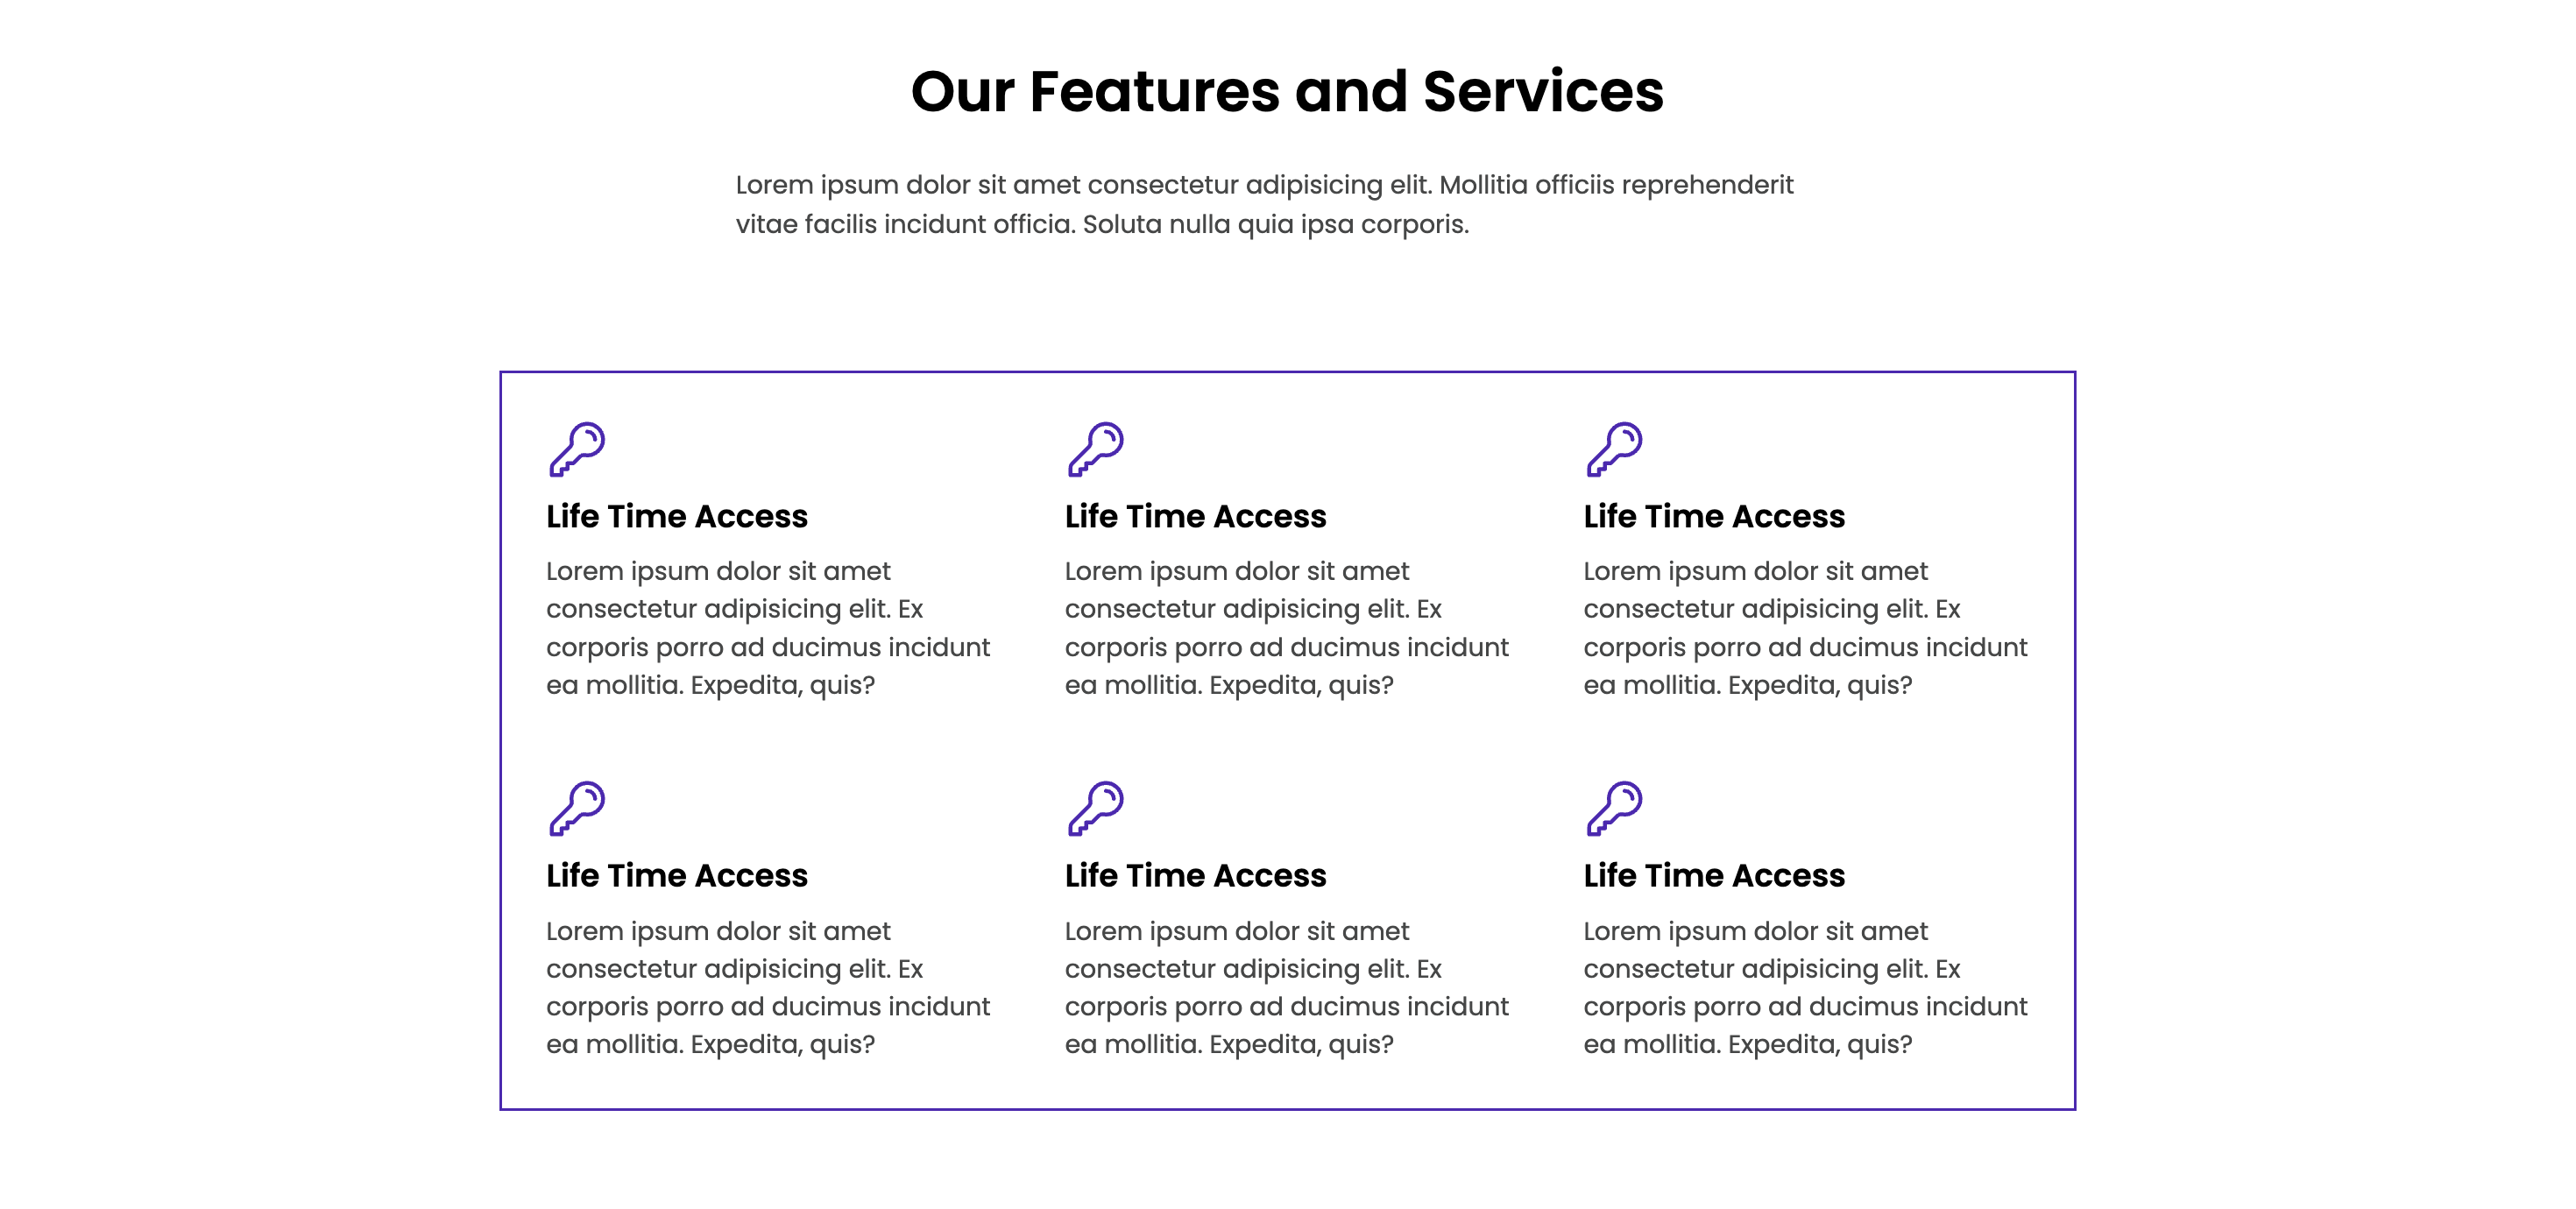 Our Features and Services
Lorem ipsum dolor sit amet consectetur adipisicing elit. Mollitia officiis reprehenderit
vitae facilis incidunt officia. Soluta nulla quia ipsa corporis.
Life Time Access
Lorem ipsum dolor sit amet
consectetur adipisicing elit. Ex
corporis porro ad ducimus incidunt
ea mollitia. Expedita, quis?
Life Time Access
Lorem ipsum dolor sit amet
consectetur adipisicing elit. Ex
corporis porro ad ducimus incidunt
ea mollitia. Expedita, quis?
Life Time Access
Lorem ipsum dolor sit amet
consectetur adipisicing elit. Ex
corporis porro ad ducimus incidunt
ea mollitia. Expedita, quis?
Life Time Access
Lorem ipsum dolor sit amet
consectetur adipisicing elit. Ex
corporis porro ad ducimus incidunt
ea mollitia. Expedita, quis?
Life Time Access
Lorem ipsum dolor sit amet
consectetur adipisicing elit. Ex
corporis porro ad ducimus incidunt
ea mollitia. Expedita, quis?
Life Time Access
Lorem ipsum dolor sit amet
consectetur adipisicing elit. Ex
corporis porro ad ducimus incidunt
ea mollitia. Expedita, quis?